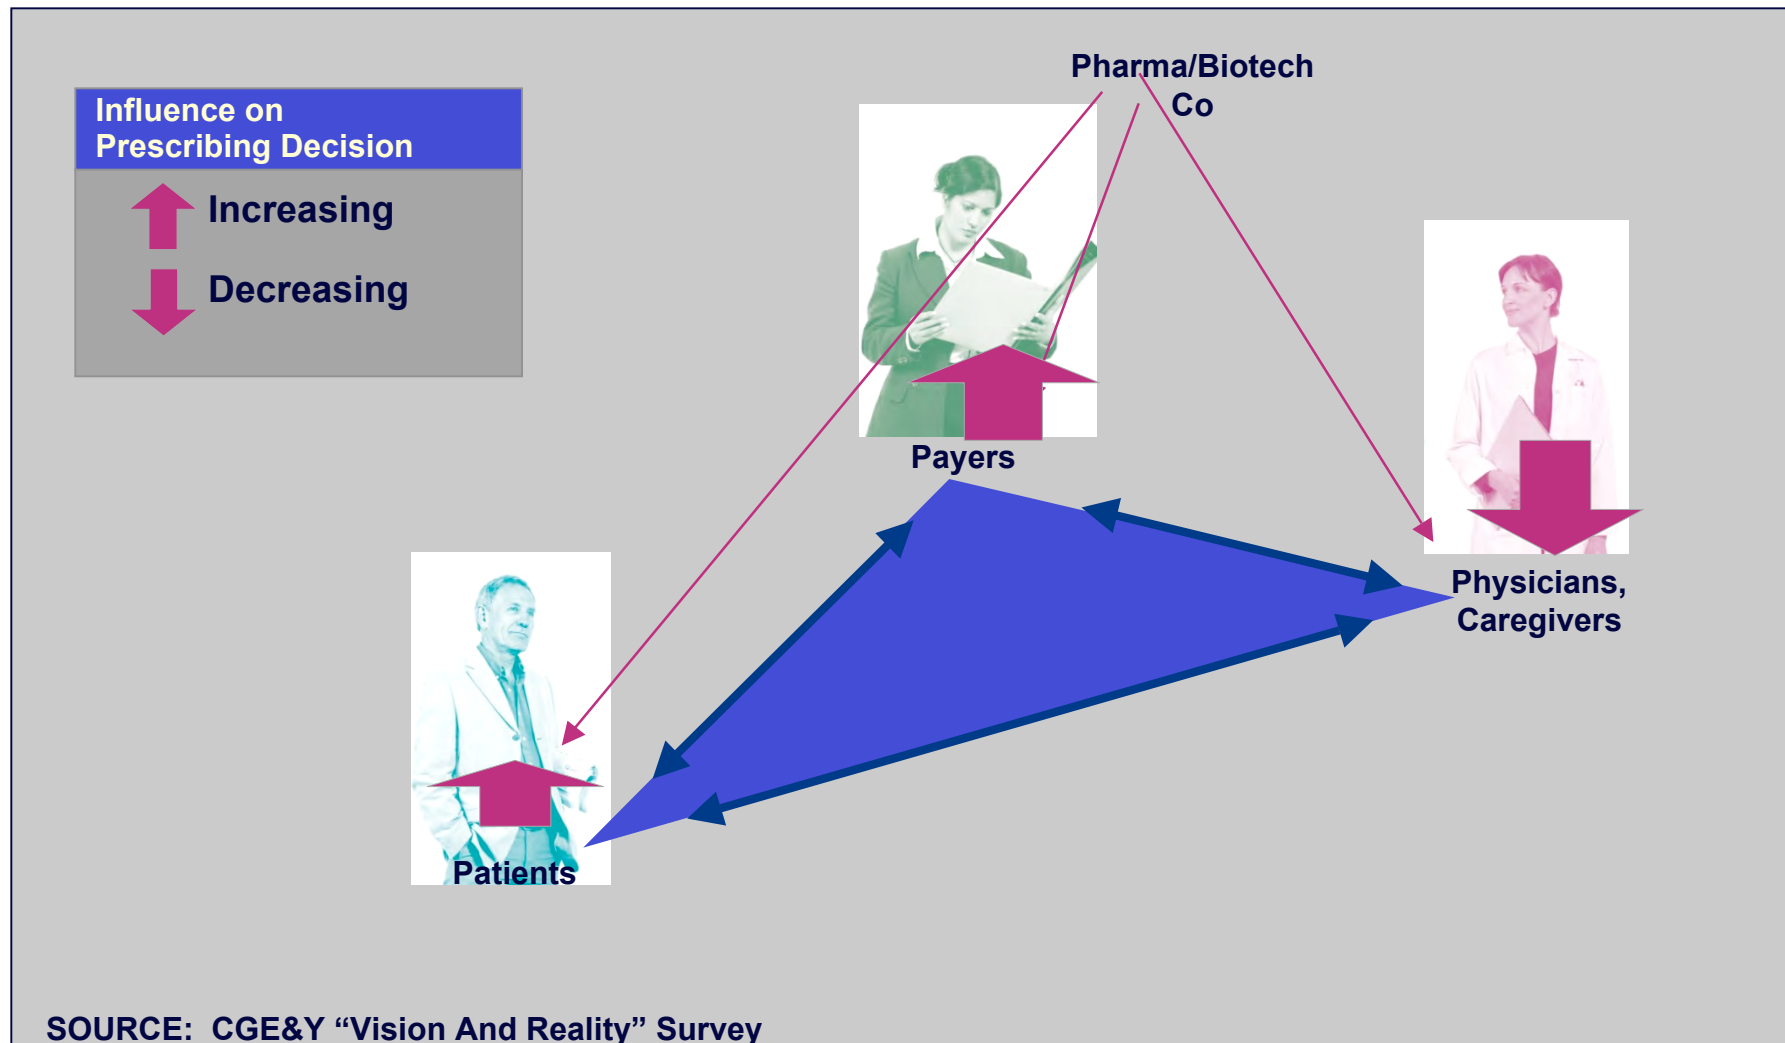 Pharma/Biotech
Co
Influence on
Prescribing Decision
Increasing
Decreasing
Payers
Physicians,
Caregivers
Patients
SOURCE:  CGE&Y “Vision And Reality” Survey